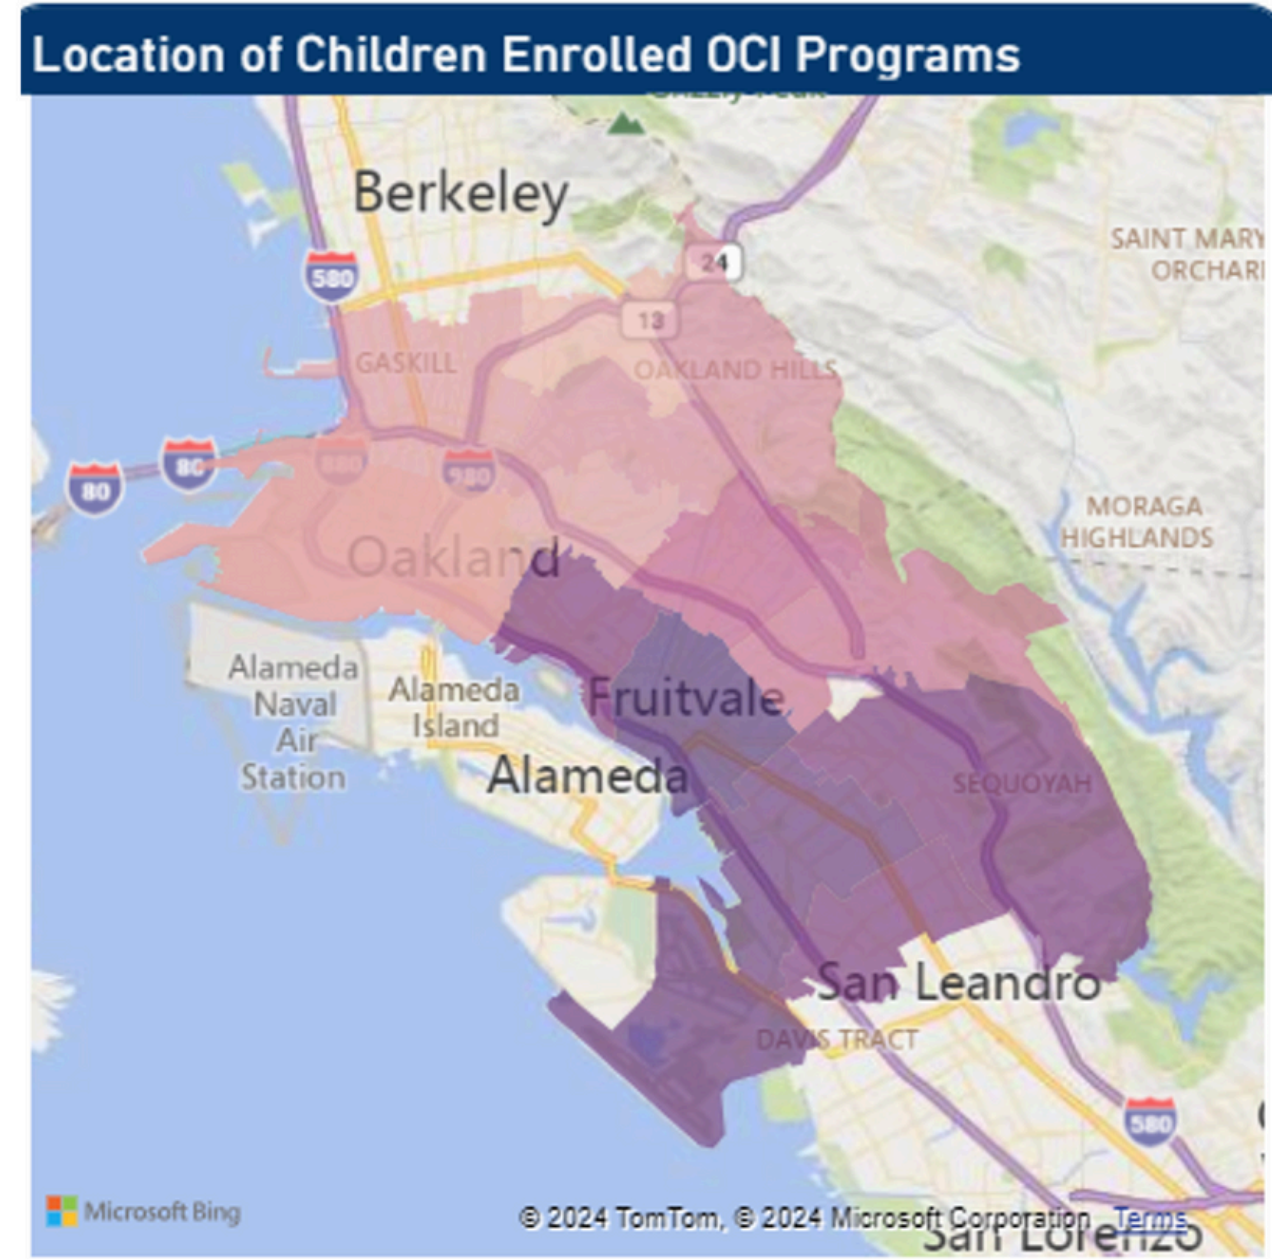 Location of Children Enrolled OCI Programs
Berkeley
24
SAINT MARY
ORCHAR
580
13
GASKILL
OAKLAND HILLS
80
80
880
980
MORAGA
HIGHLANDS
Oakland
Alameda
Naval
Air
Station
Alameda
Island
Fruitvale
Alameda
SEQUOYAH
San Leandro
DAVIS TRACT
580
Microsoft Bing
© 2024 TomTom, © 2024 Microsoft Corporation Terms
San Lorenzo